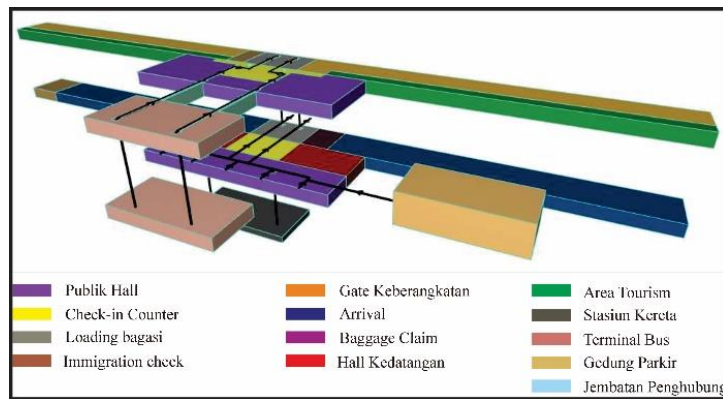 Publik Hall
Check-in Counter
Loading bagasi
Immigration check
Gate Keberangkatan
Arrival
Baggage Claim
Hall Kedatangan
Area Tourism
Stasiun Kereta
Terminal Bus
Gedung Parkir
Jembatan Penghubung